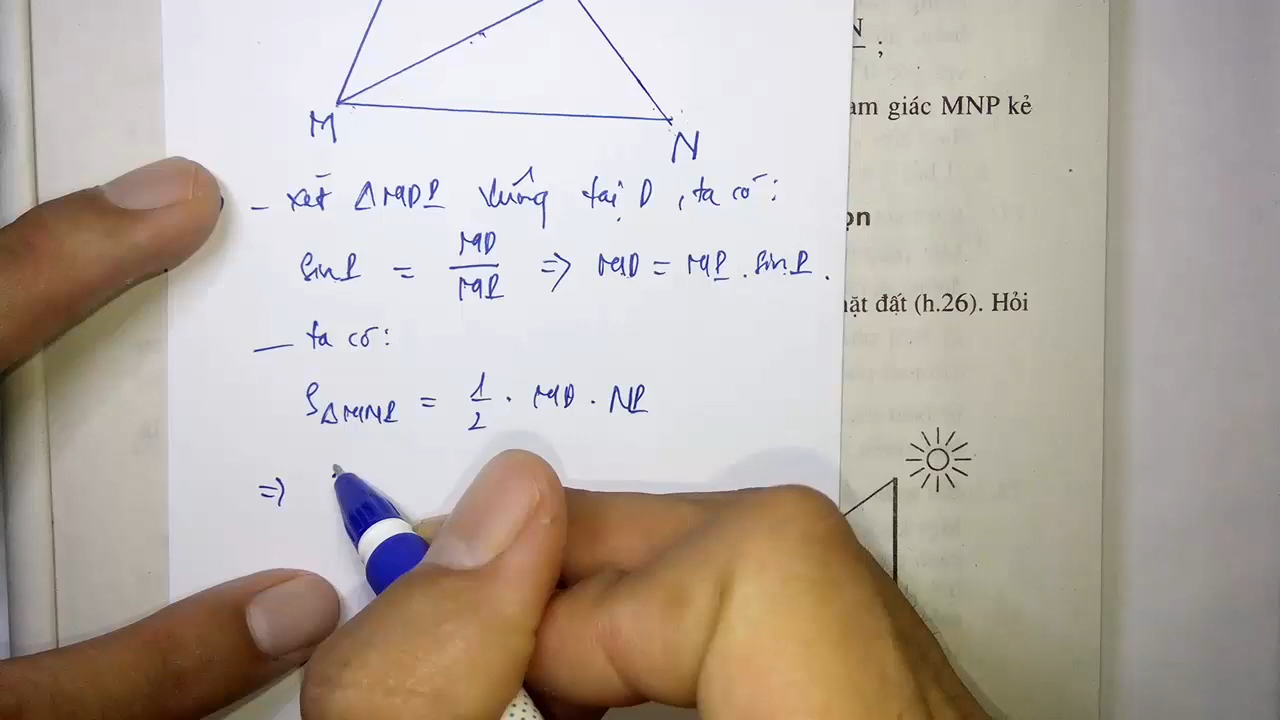 N ;
am giác MNP kẻ
M
N
- xét ΔMDP vuông tại D, ta có:
sinP = MD/MP => MD = MP . sinP.
ọn
ặt đất (h.26). Hỏi
— ta có:
SΔMNP = 1/2 . MD . NP
=>